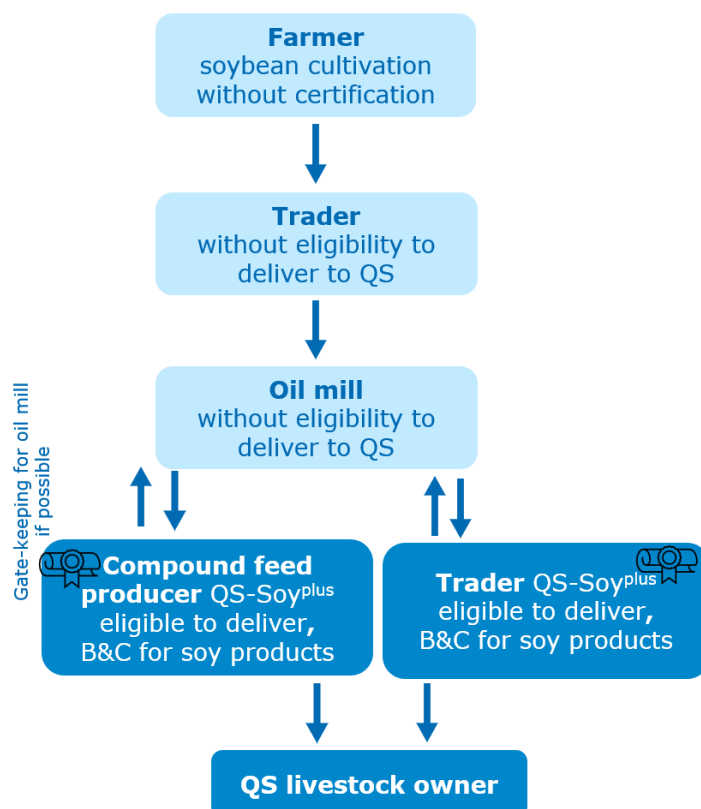 Farmer
soybean cultivation
without certification
Trader
without eligibility to
deliver to QS
Oil mill
without eligibility to
deliver to QS
Gate-keeping for oil mill
if possible
Compound feed
producer QS-Soyplus
eligible to deliver,
B&C for soy products
Trader QS-Soyplus
eligible to deliver,
B&C for soy products
QS livestock owner